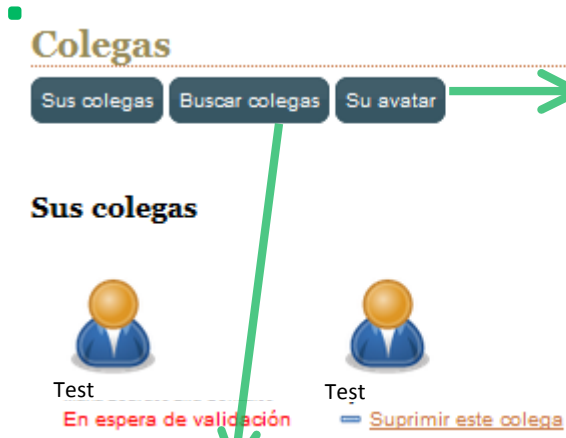 Colegas
Sus colegas Buscar colegas Su avatar
Sus colegas
Test Test
En espera de validación Suprimir este colega